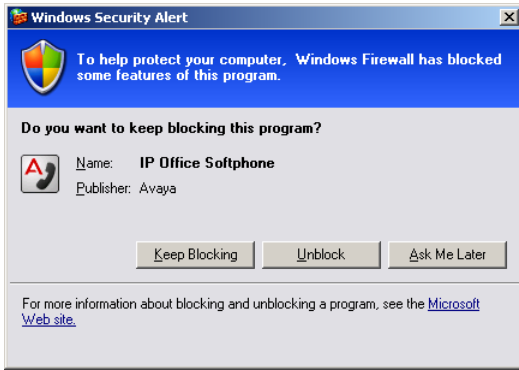 Windows Security Alert
To help protect your computer, Windows Firewall has blocked
some features of this program.
Do you want to keep blocking this program?
Name: IP Office Softphone
Publisher: Avaya
Keep Blocking Unblock Ask Me Later
For more information about blocking and unblocking a program, see the Microsoft
Web site.